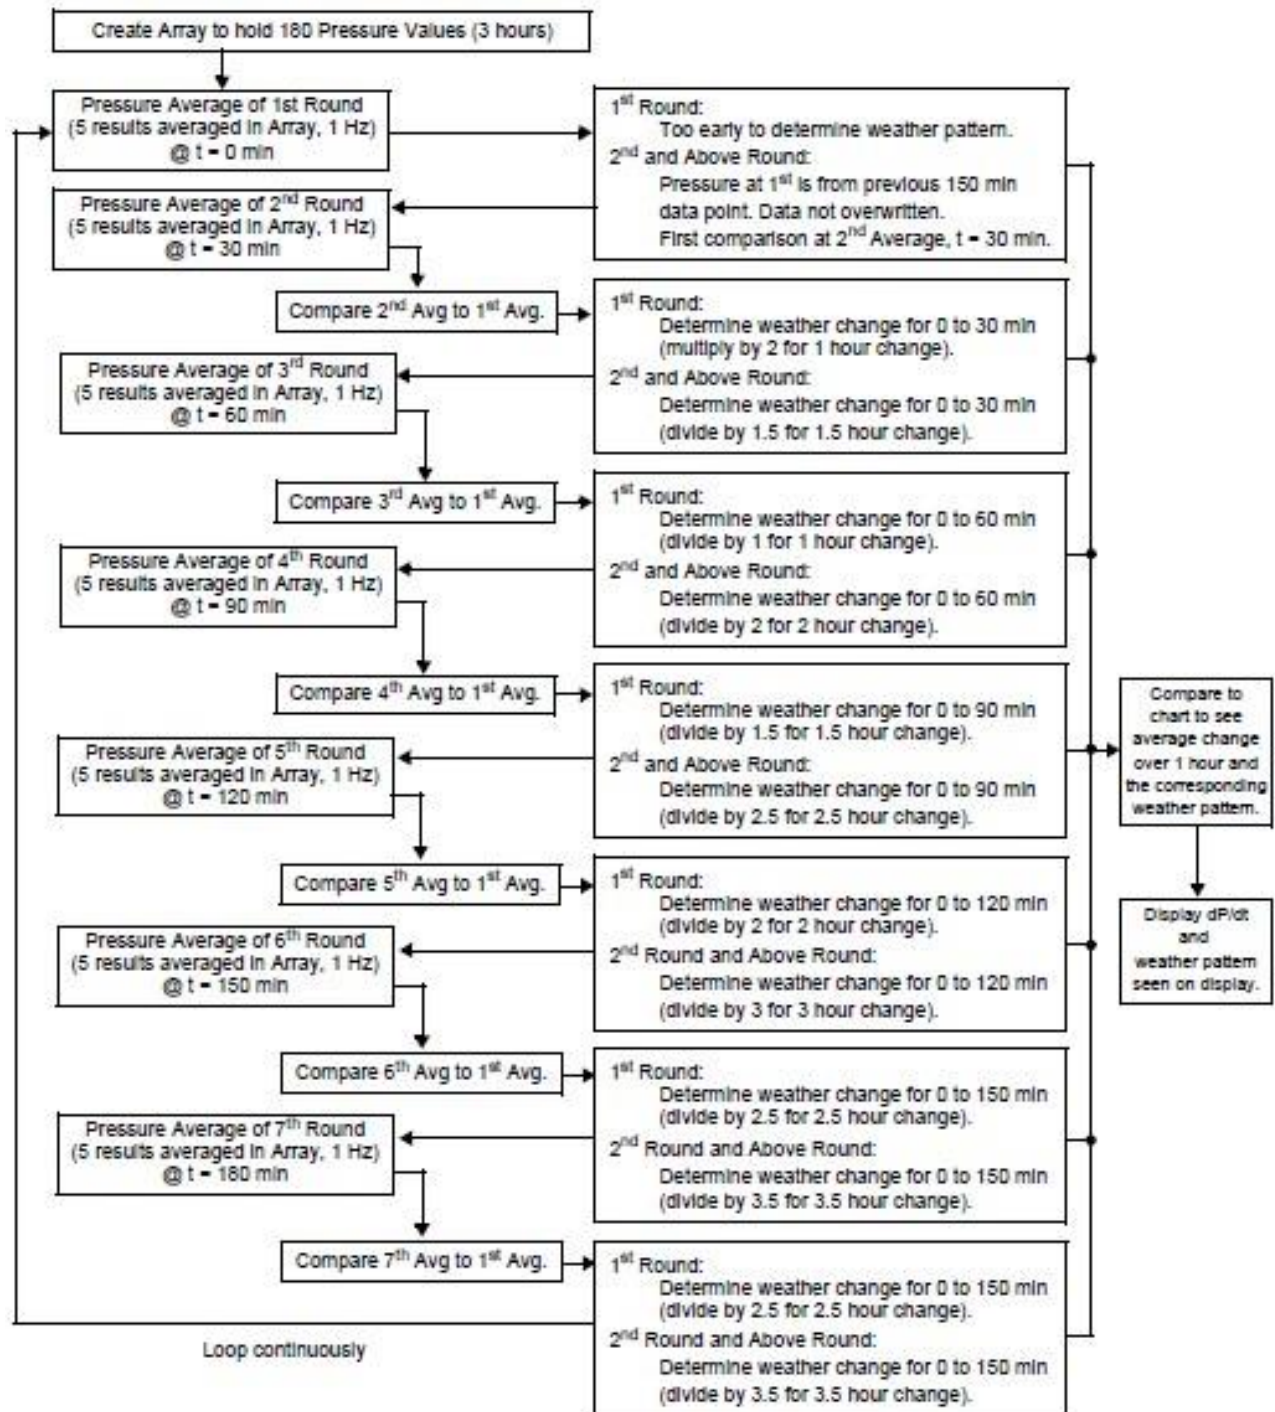 Create Array to hold 180 Pressure Values (3 hours)
Pressure Average of 1st Round
(5 results averaged in Array, 1 Hz)
@ t = 0 min
1st Round:
Too early to determine weather pattern.
2nd and Above Round:
Pressure at 1st is from previous 150 min
data point. Data not overwritten.
First comparison at 2nd Average, t = 30 min.
Pressure Average of 2nd Round
(5 results averaged in Array, 1 Hz)
@ t = 30 min
Compare 2nd Avg to 1st Avg.
1st Round:
Determine weather change for 0 to 30 min
(multiply by 2 for 1 hour change).
2nd and Above Round:
Determine weather change for 0 to 30 min
(divide by 1.5 for 1.5 hour change).
Pressure Average of 3rd Round
(5 results averaged in Array, 1 Hz)
@ t = 60 min
Compare 3rd Avg to 1st Avg.
1st Round:
Determine weather change for 0 to 60 min
(divide by 1 for 1 hour change).
2nd and Above Round:
Determine weather change for 0 to 60 min
(divide by 2 for 2 hour change).
Pressure Average of 4th Round
(5 results averaged in Array, 1 Hz)
@ t = 90 min
Compare 4th Avg to 1st Avg.
1st Round:
Determine weather change for 0 to 90 min
(divide by 1.5 for 1.5 hour change).
2nd and Above Round:
Determine weather change for 0 to 90 min
(divide by 2.5 for 2.5 hour change).
Pressure Average of 5th Round
(5 results averaged in Array, 1 Hz)
@ t = 120 min
Compare 5th Avg to 1st Avg.
1st Round:
Determine weather change for 0 to 120 min
(divide by 2 for 2 hour change).
2nd Round and Above Round:
Determine weather change for 0 to 120 min
(divide by 3 for 3 hour change).
Pressure Average of 6th Round
(5 results averaged in Array, 1 Hz)
@ t = 150 min
Compare 6th Avg to 1st Avg.
1st Round:
Determine weather change for 0 to 150 min
(divide by 2.5 for 2.5 hour change).
2nd Round and Above Round:
Determine weather change for 0 to 150 min
(divide by 3.5 for 3.5 hour change).
Pressure Average of 7th Round
(5 results averaged in Array, 1 Hz)
@ t = 180 min
Compare 7th Avg to 1st Avg.
1st Round:
Determine weather change for 0 to 150 min
(divide by 2.5 for 2.5 hour change).
2nd Round and Above Round:
Determine weather change for 0 to 150 min
(divide by 3.5 for 3.5 hour change).
Loop continuously
Compare to
chart to see
average change
over 1 hour and
the corresponding
weather pattern.
Display dP/dt
and
weather pattern
seen on display.